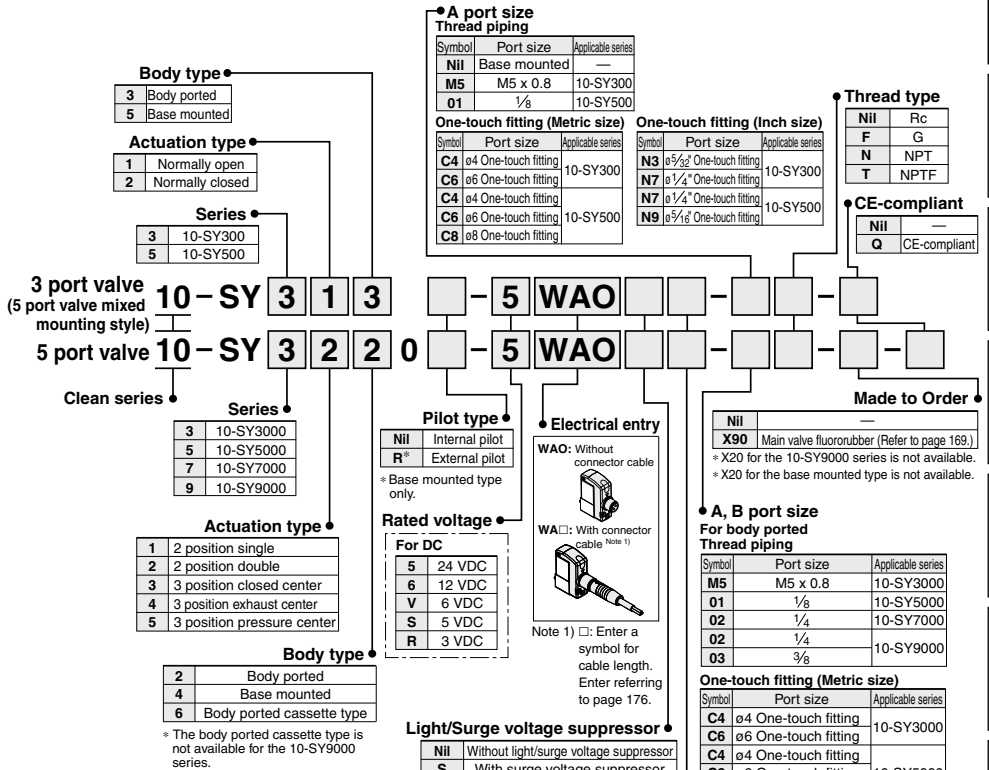 A port size
Thread piping
Symbol Port size Applicable series
Nil Base mounted —
M5 M5 x 0.8 10-SY300
01 1/8 10-SY500
One-touch fitting (Metric size)
Symbol Port size Applicable series
C4 ø4 One-touch fitting 10-SY300
C6 ø6 One-touch fitting
C4 ø4 One-touch fitting 10-SY500
C6 ø6 One-touch fitting
C8 ø8 One-touch fitting
One-touch fitting (Inch size)
Symbol Port size Applicable series
N3 ø5/32" One-touch fitting 10-SY300
N7 ø1/4" One-touch fitting
N7 ø1/4" One-touch fitting 10-SY500
N9 ø5/16" One-touch fitting
Thread type
Nil Rc
F G
N NPT
T NPTF
CE-compliant
Nil —
Q CE-compliant
Body type
3 Body ported
5 Base mounted
Actuation type
1 Normally open
2 Normally closed
Series
3 10-SY300
5 10-SY500
3 port valve
(5 port valve mixed
mounting style)
10 – SY 3 1 3 – 5 WAO – –
5 port valve 10 – SY 3 2 2 0 – 5 WAO – – –
Clean series
Series
3 10-SY3000
5 10-SY5000
7 10-SY7000
9 10-SY9000
Actuation type
1 2 position single
2 2 position double
3 3 position closed center
4 3 position exhaust center
5 3 position pressure center
Body type
2 Body ported
4 Base mounted
6 Body ported cassette type
* The body ported cassette type is
not available for the 10-SY9000
series.
Pilot type
Nil Internal pilot
R* External pilot
* Base mounted type
only.
Rated voltage
For DC
5 24 VDC
6 12 VDC
V 6 VDC
S 5 VDC
R 3 VDC
Electrical entry
WAO: Without
connector cable
WA□: With connector
cable Note 1)
Note 1) □: Enter a
symbol for
cable length.
Enter referring
to page 176.
Light/Surge voltage suppressor
Nil Without light/surge voltage suppressor
S With surge voltage suppressor
Made to Order
Nil —
X90 Main valve fluororubber (Refer to page 169.)
* X20 for the 10-SY9000 series is not available.
* X20 for the base mounted type is not available.
A, B port size
For body ported
Thread piping
Symbol Port size Applicable series
M5 M5 x 0.8 10-SY3000
01 1/8 10-SY5000
02 1/4 10-SY7000
02 1/4 10-SY9000
03 3/8
One-touch fitting (Metric size)
Symbol Port size Applicable series
C4 ø4 One-touch fitting 10-SY3000
C6 ø6 One-touch fitting
C4 ø4 One-touch fitting